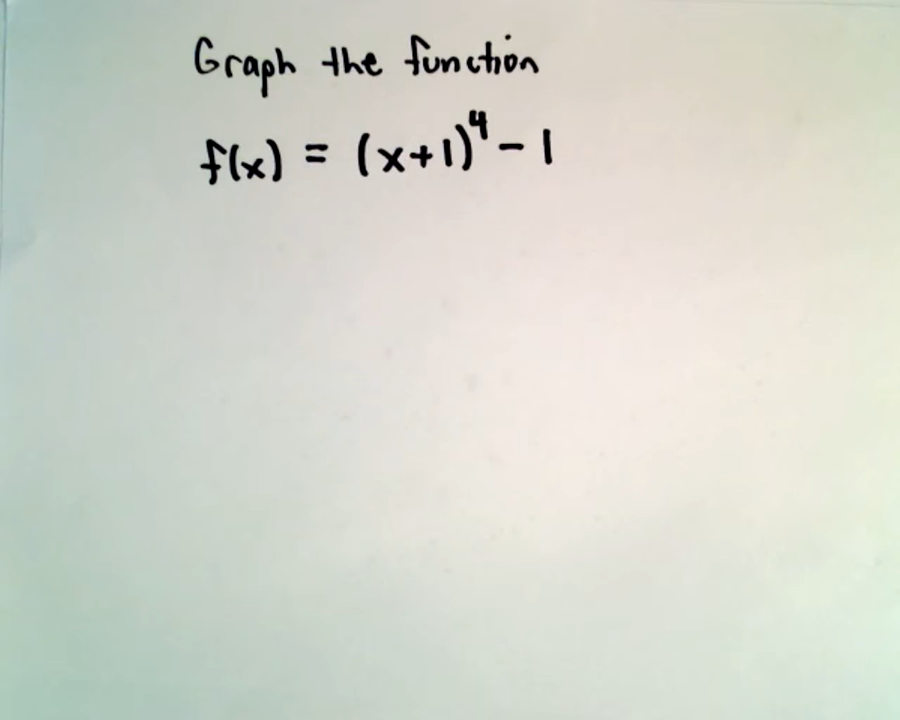 Graph the function
f(x) = (x+1)⁴ - 1